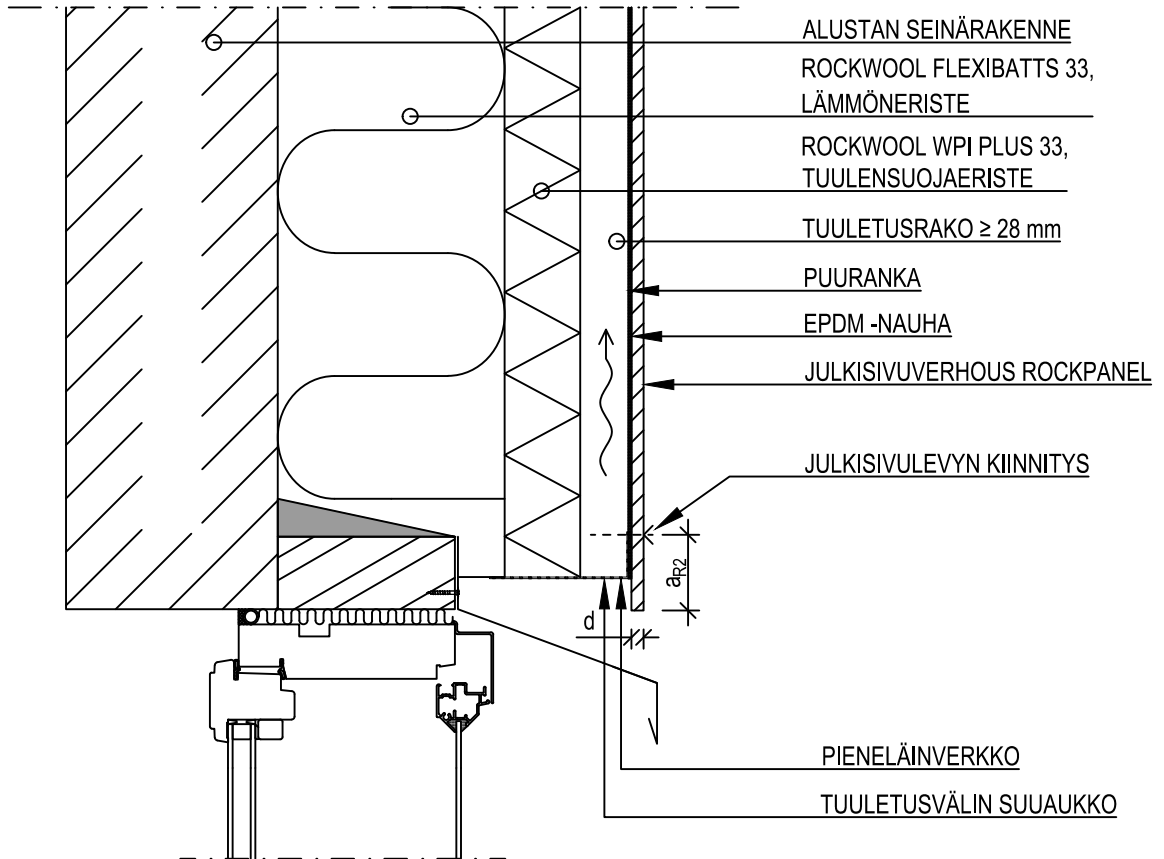 ALUSTAN SEINÄRAKENNE
ROCKWOOL FLEXIBATTS 33,
LÄMMÖNERISTE
ROCKWOOL WPI PLUS 33,
TUULENSUOJAERISTE
TUULETUSRAKO ≥ 28 mm
PUURANKA
EPDM -NAUHA
JULKISIVUVERHOUS ROCKPANEL
JULKISIVULEVYN KIINNITYS
aR2
d
PIENELÄINVERKKO
TUULETUSVÄLIN SUUAUKKO